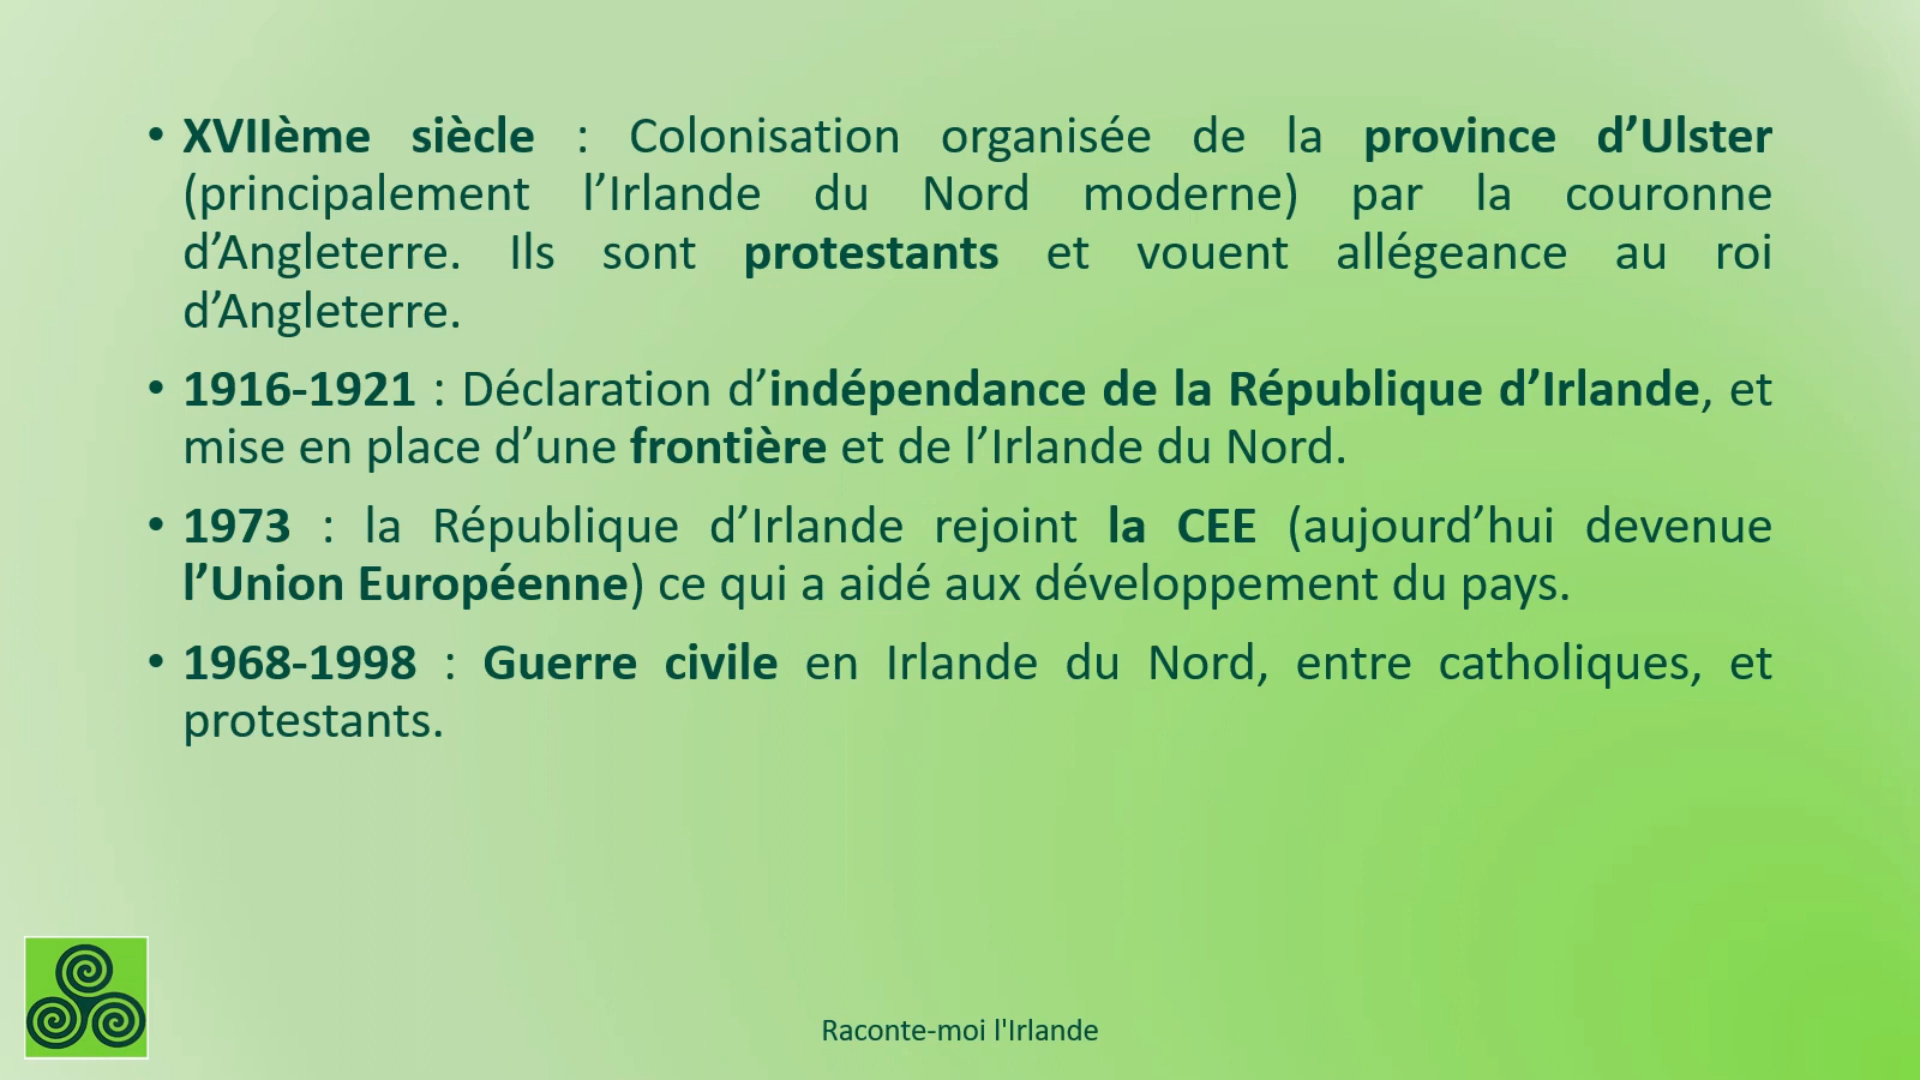 • XVIIème siècle : Colonisation organisée de la province d’Ulster
(principalement l’Irlande du Nord moderne) par la couronne
d’Angleterre. Ils sont protestants et vouent allégeance au roi
d’Angleterre.
• 1916-1921 : Déclaration d’indépendance de la République d’Irlande, et
mise en place d’une frontière et de l’Irlande du Nord.
• 1973 : la République d’Irlande rejoint la CEE (aujourd’hui devenue
l’Union Européenne) ce qui a aidé aux développement du pays.
• 1968-1998 : Guerre civile en Irlande du Nord, entre catholiques, et
protestants.
Raconte-moi l'Irlande